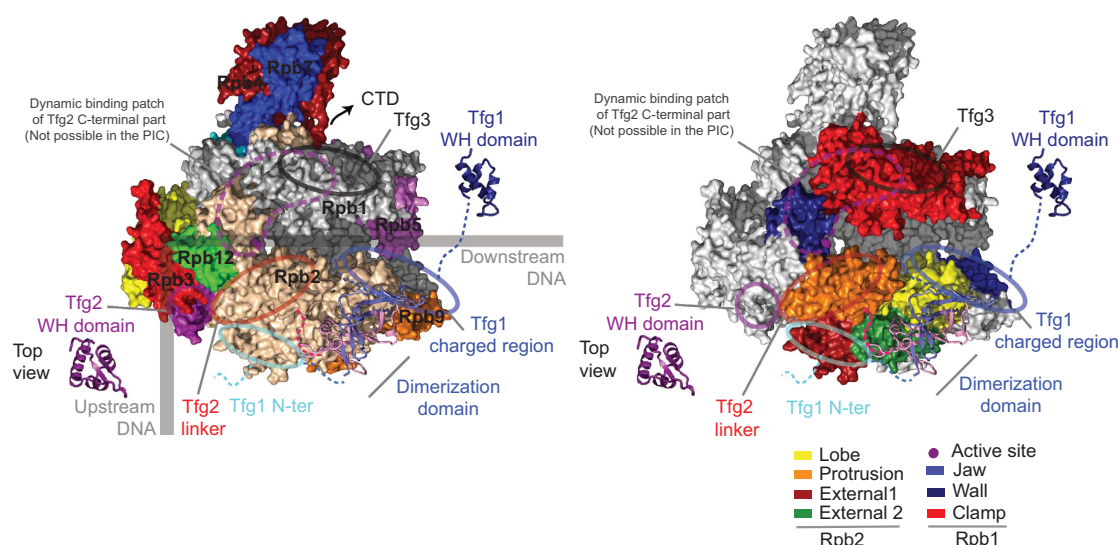 Rpb4
Rpb7
Dynamic binding patch
of Tfg2 C-terminal part
(Not possible in the PIC)
CTD
Tfg3
Tfg1
WH domain
Rpb1
Rpb5
Rpb12
Rpb3
Rpb2
Downstream
DNA
Tfg2
WH domain
Rpb9
Tfg1
charged region
Top
view
Dimerization
domain
Upstream
DNA
Tfg2
linker
Tfg1 N-ter
Dynamic binding patch
of Tfg2 C-terminal part
(Not possible in the PIC)
Tfg3
Tfg1
WH domain
Tfg2
WH domain
Tfg1
charged region
Top
view
Dimerization
domain
Tfg1 N-ter
Tfg2
linker
Lobe
Protrusion
External1
External 2
Rpb2
Active site
Jaw
Wall
Clamp
Rpb1